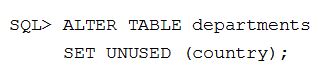 SQL> ALTER TABLE departments
SET UNUSED (country);